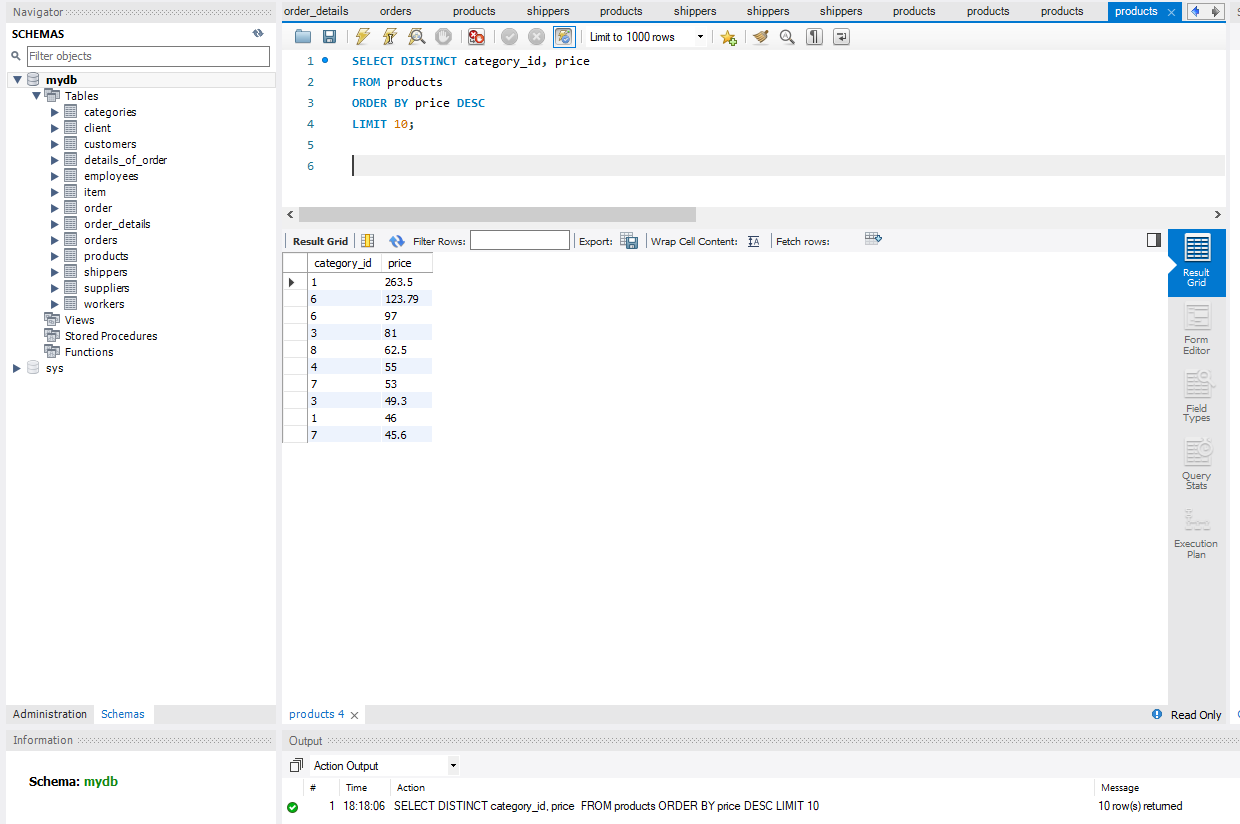 Navigator
SCHEMAS
Filter objects
mydb
Tables
categories
client
customers
details_of_order
employees
item
order
order_details
orders
products
shippers
suppliers
workers
Views
Stored Procedures
Functions
sys
Administration Schemas
Information
Schema: mydb
order_details orders products shippers products shippers shippers shippers products products products products
Limit to 1000 rows
1 SELECT DISTINCT category_id, price
2 FROM products
3 ORDER BY price DESC
4 LIMIT 10;
5
6
Result Grid Filter Rows: Export: Wrap Cell Content: Fetch rows:
category_id price
1 263.5
6 123.79
6 97
3 81
8 62.5
4 55
7 53
3 49.3
1 46
7 45.6
Result
Grid
Form
Editor
Field
Types
Query
Stats
Execution
Plan
products 4 Read Only
Output
Action Output
# Time Action Message
1 18:18:06 SELECT DISTINCT category_id, price FROM products ORDER BY price DESC LIMIT 10 10 row(s) returned